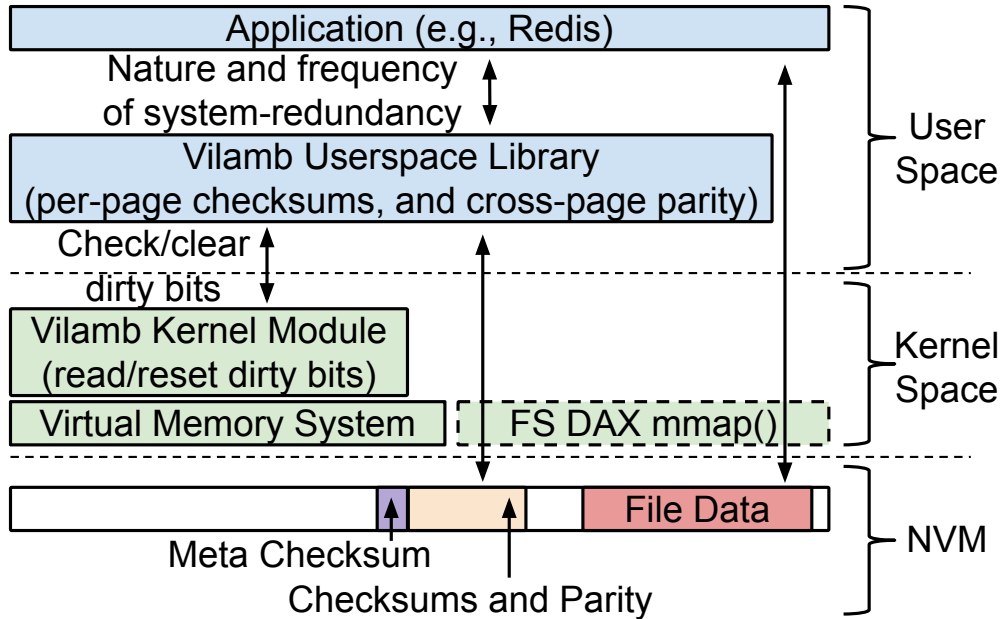 Application (e.g., Redis)
Nature and frequency
of system-redundancy
Vilamb Userspace Library
(per-page checksums, and cross-page parity)
User
Space
Check/clear
dirty bits
Vilamb Kernel Module
(read/reset dirty bits)
Kernel
Space
Virtual Memory System
FS DAX mmap()
File Data
NVM
Meta Checksum
Checksums and Parity